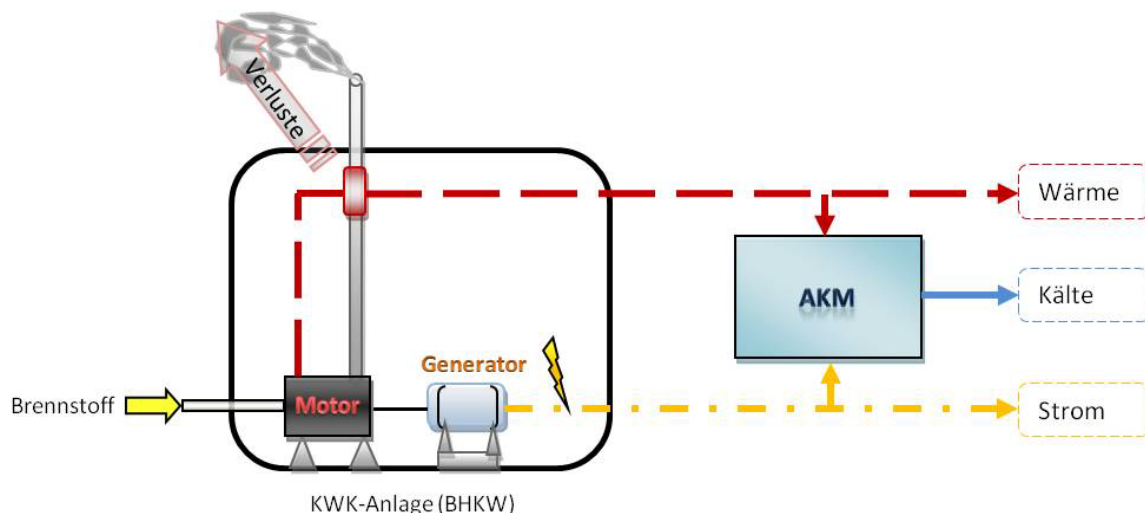 Verluste
Wärme
AKM
Kälte
Generator
Brennstoff
Motor
Strom
KWK-Anlage (BHKW)